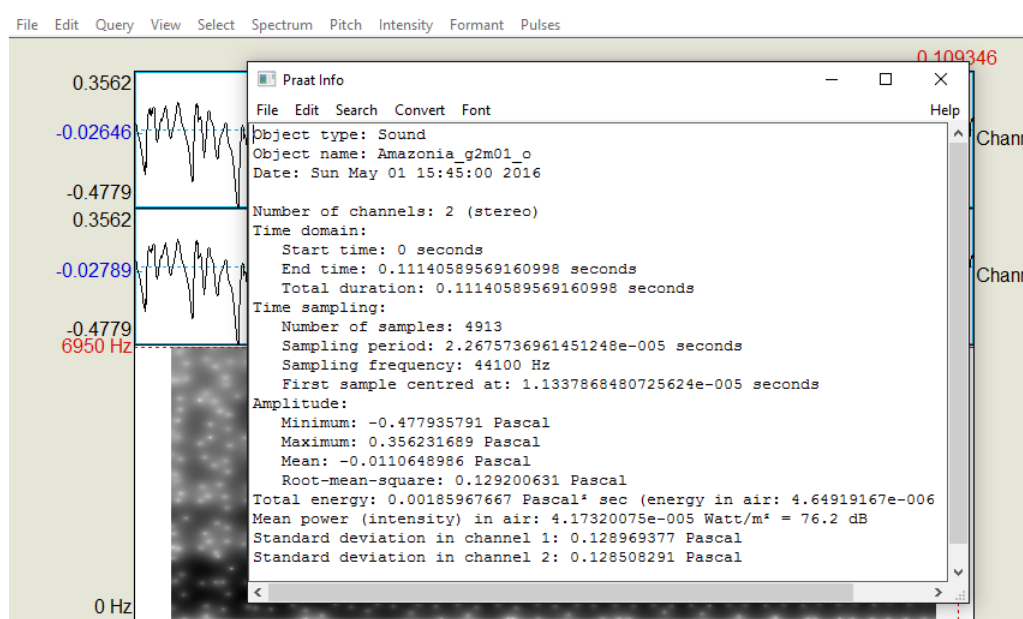 File Edit Query View Select Spectrum Pitch Intensity Formant Pulses
0.109346
0.3562
-0.02646
-0.4779
0.3562
-0.02789
-0.4779
6950 Hz
0 Hz
Praat Info
File Edit Search Convert Font Help
Object type: Sound
Object name: Amazonia_g2m01_o
Date: Sun May 01 15:45:00 2016
Number of channels: 2 (stereo)
Time domain:
Start time: 0 seconds
End time: 0.11140589569160998 seconds
Total duration: 0.11140589569160998 seconds
Time sampling:
Number of samples: 4913
Sampling period: 2.2675736961451248e-005 seconds
Sampling frequency: 44100 Hz
First sample centred at: 1.1337868480725624e-005 seconds
Amplitude:
Minimum: -0.477935791 Pascal
Maximum: 0.356231689 Pascal
Mean: -0.0110648986 Pascal
Root-mean-square: 0.129200631 Pascal
Total energy: 0.00185967667 Pascal² sec (energy in air: 4.64919167e-006
Mean power (intensity) in air: 4.17320075e-005 Watt/m² = 76.2 dB
Standard deviation in channel 1: 0.128969377 Pascal
Standard deviation in channel 2: 0.128508291 Pascal